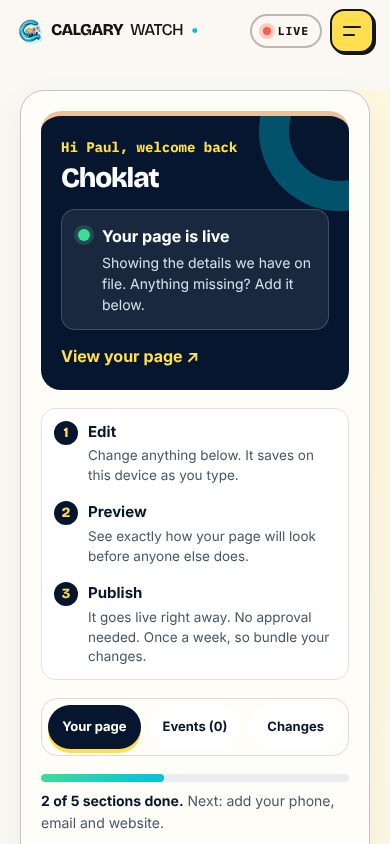 CALGARY WATCH
LIVE
Hi Paul, welcome back
Choklat
Your page is live
Showing the details we have on
file. Anything missing? Add it
below.
View your page ↗
1 Edit
Change anything below. It saves on
this device as you type.
2 Preview
See exactly how your page will look
before anyone else does.
3 Publish
It goes live right away. No approval
needed. Once a week, so bundle your
changes.
Your page Events (0) Changes
2 of 5 sections done. Next: add your phone,
email and website.